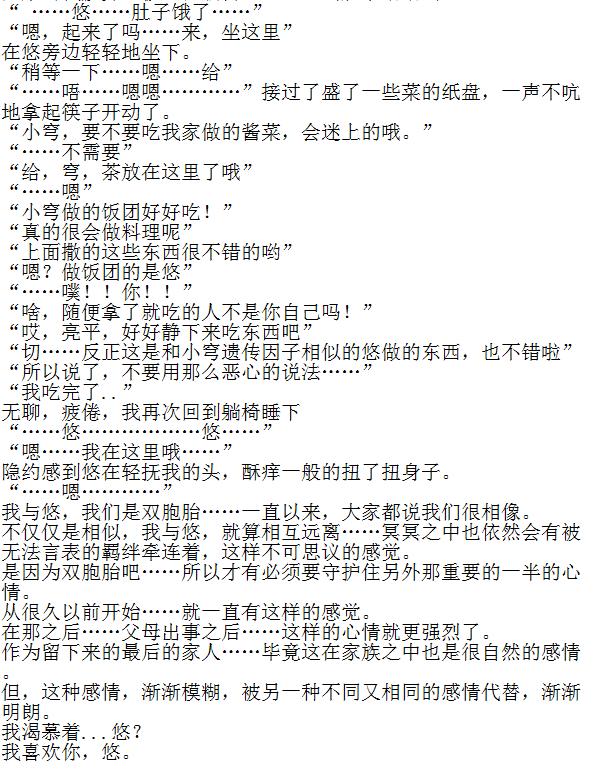 “ ……悠……肚子饿了……”
“嗯，起来了吗……来，坐这里”
在悠旁边轻轻地坐下。
“稍等一下……嗯……给”
“……唔……嗯嗯…………”接过了盛了一些菜的纸盘，一声不吭
地拿起筷子开动了。
“小穹，要不要吃我家做的酱菜，会迷上的哦。”
“……不需要”
“给，穹，茶放在这里了哦”
“……嗯”
“小穹做的饭团好好吃！”
“真的很会做料理呢”
“上面撒的这些东西很不错的哟”
“嗯？做饭团的是悠”
“……噗！！你！！”
“啥，随便拿了就吃的人不是你自己吗！”
“哎，亮平，好好静下来吃东西吧”
“切……反正这是和小穹遗传因子相似的悠做的东西，也不错啦”
“所以说了，不要用那么恶心的说法……”
“我吃完了..”
无聊，疲倦，我再次回到躺椅睡下
“……悠………………悠……”
“嗯……我在这里哦……”
隐约感到悠在轻抚我的头，酥痒一般的扭了扭身子。
“……嗯…………”
我与悠，我们是双胞胎……一直以来，大家都说我们很相像。
不仅仅是相似，我与悠，就算相互远离……冥冥之中也依然会有被
无法言表的羁绊牵连着，这样不可思议的感觉。
是因为双胞胎吧……所以才有必须要守护住另外那重要的一半的心
情。
从很久以前开始……就一直有这样的感觉。
在那之后……父母出事之后……这样的心情就更强烈了。
作为留下来的最后的家人……毕竟这在家族之中也是很自然的感情
。
但，这种感情，渐渐模糊，被另一种不同又相同的感情代替，渐渐
明朗。
我渴慕着...悠？
我喜欢你，悠。